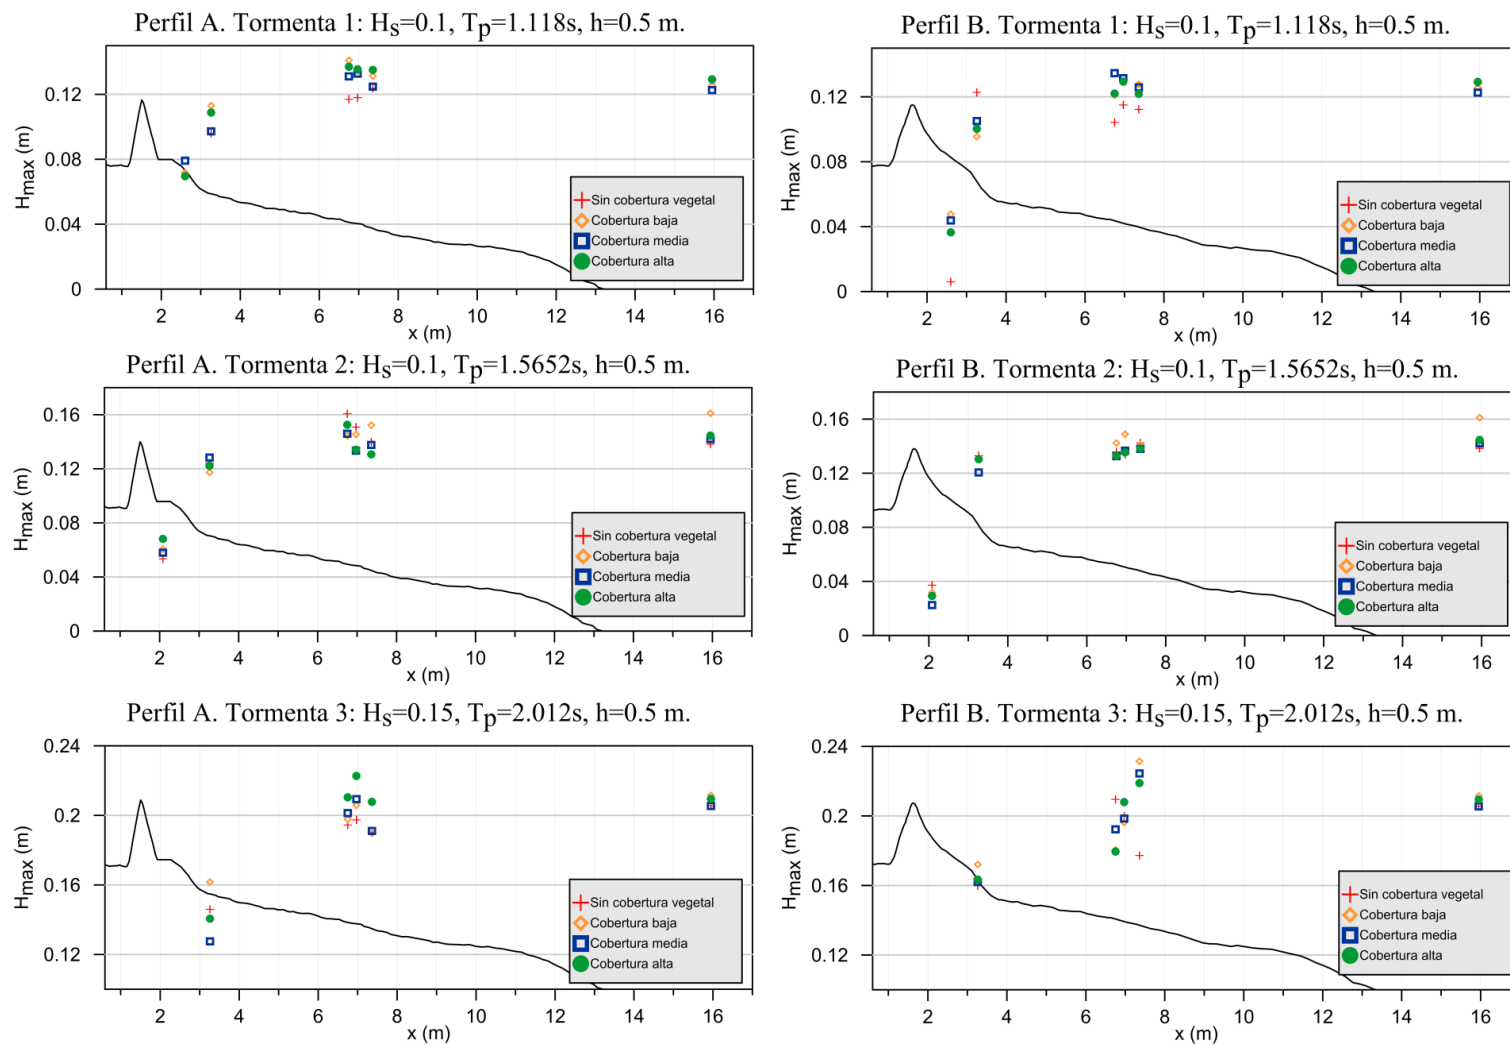 Perfil A. Tormenta 1: Hs=0.1, Tp=1.118s, h=0.5 m.
0.12
0.08
0.04
0
Hmax (m)
2 4 6 8 10 12 14 16
x (m)
Sin cobertura vegetal
Cobertura baja
Cobertura media
Cobertura alta
Perfil B. Tormenta 1: Hs=0.1, Tp=1.118s, h=0.5 m.
0.12
0.08
0.04
0
Hmax (m)
2 4 6 8 10 12 14 16
x (m)
Sin cobertura vegetal
Cobertura baja
Cobertura media
Cobertura alta
Perfil A. Tormenta 2: Hs=0.1, Tp=1.5652s, h=0.5 m.
0.16
0.12
0.08
0.04
0
Hmax (m)
2 4 6 8 10 12 14 16
x (m)
Sin cobertura vegetal
Cobertura baja
Cobertura media
Cobertura alta
Perfil B. Tormenta 2: Hs=0.1, Tp=1.5652s, h=0.5 m.
0.16
0.12
0.08
0.04
0
Hmax (m)
2 4 6 8 10 12 14 16
x (m)
Sin cobertura vegetal
Cobertura baja
Cobertura media
Cobertura alta
Perfil A. Tormenta 3: Hs=0.15, Tp=2.012s, h=0.5 m.
0.24
0.2
0.16
0.12
Hmax (m)
2 4 6 8 10 12 14 16
x (m)
Sin cobertura vegetal
Cobertura baja
Cobertura media
Cobertura alta
Perfil B. Tormenta 3: Hs=0.15, Tp=2.012s, h=0.5 m.
0.24
0.2
0.16
0.12
Hmax (m)
2 4 6 8 10 12 14 16
x (m)
Sin cobertura vegetal
Cobertura baja
Cobertura media
Cobertura alta